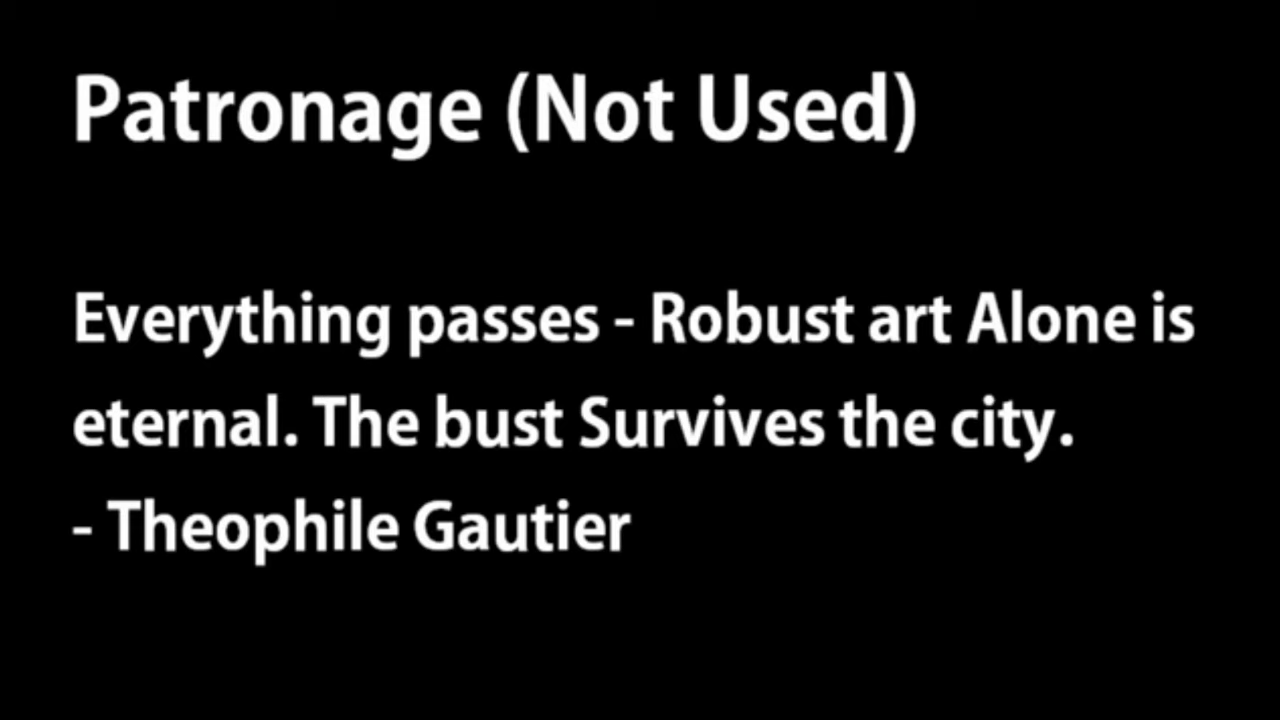 Patronage (Not Used)
Everything passes - Robust art Alone is
eternal. The bust Survives the city.
- Theophile Gautier